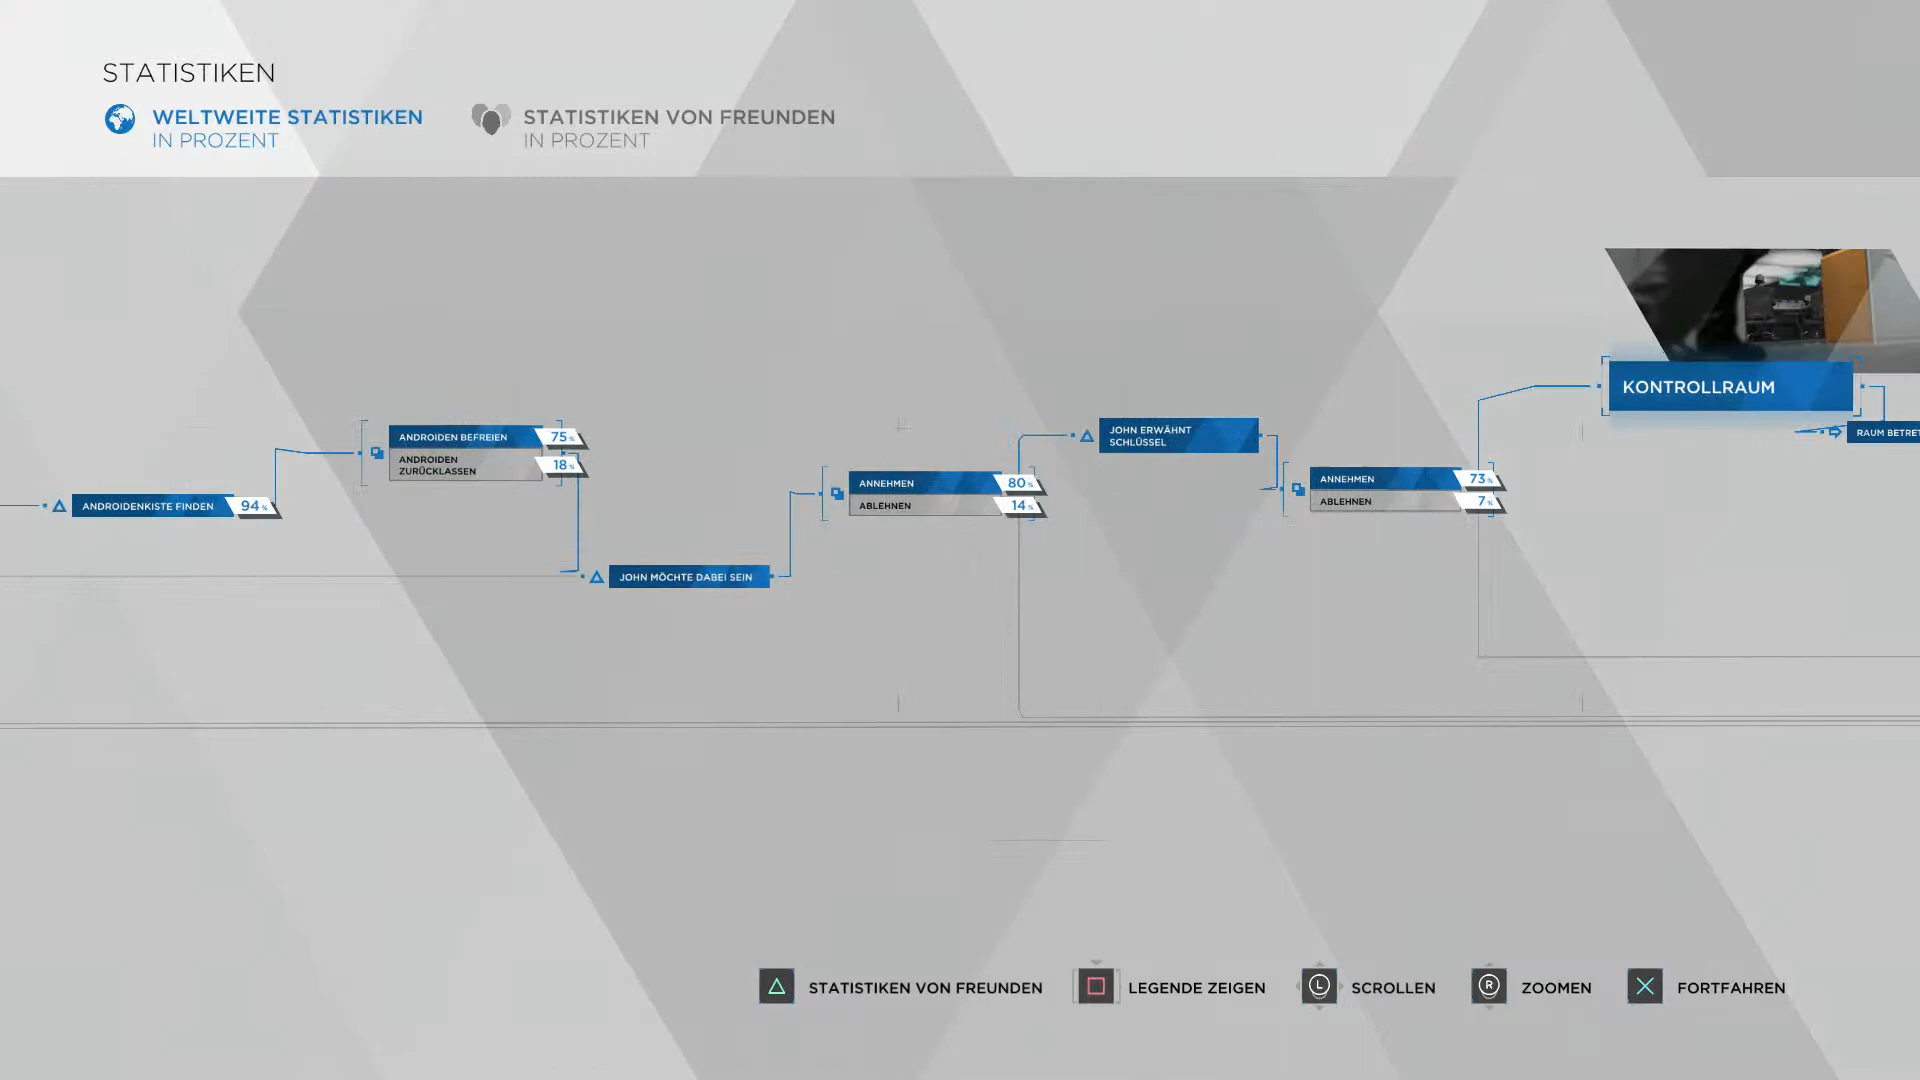 STATISTIKEN
WELTWEITE STATISTIKEN
IN PROZENT
STATISTIKEN VON FREUNDEN
IN PROZENT
ANDROIDENKISTE FINDEN 94%
ANDROIDEN BEFREIEN 75%
ANDROIDEN
ZURÜCKLASSEN 18%
JOHN MÖCHTE DABEI SEIN
ANNEHMEN 80%
ABLEHNEN 14%
JOHN ERWÄHNT
SCHLÜSSEL
ANNEHMEN 73%
ABLEHNEN 7%
KONTROLLRAUM
RAUM BETRET
STATISTIKEN VON FREUNDEN
LEGENDE ZEIGEN
L SCROLLEN
R ZOOMEN
FORTFAHREN